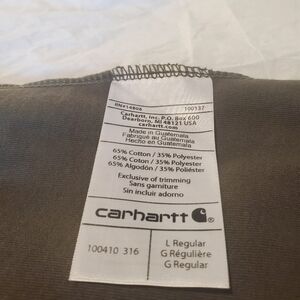 RN#14806 100137
Carhartt, Inc. P.O. Box 600
Dearborn, MI 48121 USA
carhartt.com
Made in Guatemala
Fabriqué au Guatemala
Hecho en Guatemala
65% Cotton / 35% Polyester
65% Coton / 35% Polyester
65% Algodón / 35% Poliéster
Exclusive of trimming
Sans garniture
Sin incluir adorno
carhartt
100410 316
L Regular
G Régulière
G Regular